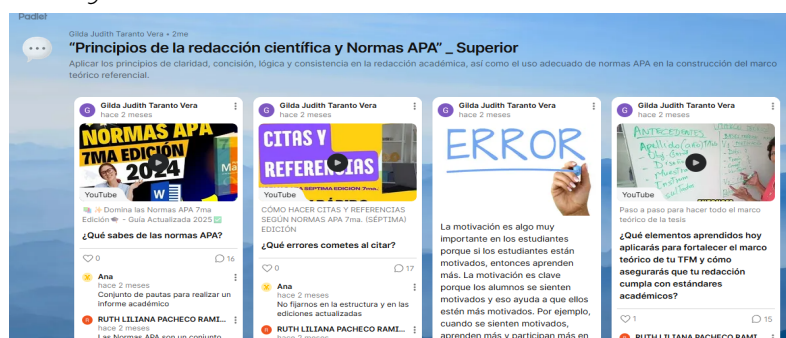 Padlet
Gilda Judith Taranto Vera • 2me
“Principios de la redacción científica y Normas APA” _ Superior
Aplicar los principios de claridad, concisión, lógica y consistencia en la redacción académica, así como el uso adecuado de normas APA en la construcción del marco
teórico referencial.
G Gilda Judith Taranto Vera
hace 2 meses
NORMAS APA
7MA EDICIÓN
2024
W
YouTube
Domina las Normas APA 7ma
Edición - Guía Actualizada 2025
¿Qué sabes de las normas APA?
0 16
Ana
hace 2 meses
Conjunto de pautas para realizar un
informe académico
R RUTH LILIANA PACHECO RAMI...
hace 2 meses
Las Normas APA son un conjunto
G Gilda Judith Taranto Vera
hace 2 meses
CITAS Y
REFERENCIAS
YouTube
CÓMO HACER CITAS Y REFERENCIAS
SEGÚN NORMAS APA 7ma. (SÉPTIMA)
EDICIÓN
¿Qué errores cometes al citar?
0 17
Ana
hace 2 meses
No fijarnos en la estructura y en las
ediciones actualizadas
R RUTH LILIANA PACHECO RAMI...
hace 2 meses
G Gilda Judith Taranto Vera
hace 2 meses
ERROR
La motivación es algo muy
importante en los estudiantes
porque si los estudiantes están
motivados, entonces aprenden
más. La motivación es clave
porque los alumnos se sienten
motivados y eso ayuda a que ellos
estén más motivados. Por ejemplo,
cuando se sienten motivados,
aprenden más y participan más en
G Gilda Judith Taranto Vera
hace 2 meses
ANTECEDENTES
YouTube
Paso a paso para hacer todo el marco
teórico de la tesis
¿Qué elementos aprendidos hoy
aplicarás para fortalecer el marco
teórico de tu TFM y cómo
asegurarás que tu redacción
cumpla con estándares
académicos?
1 15
RUTH LILIANA PACHECO RAMI...